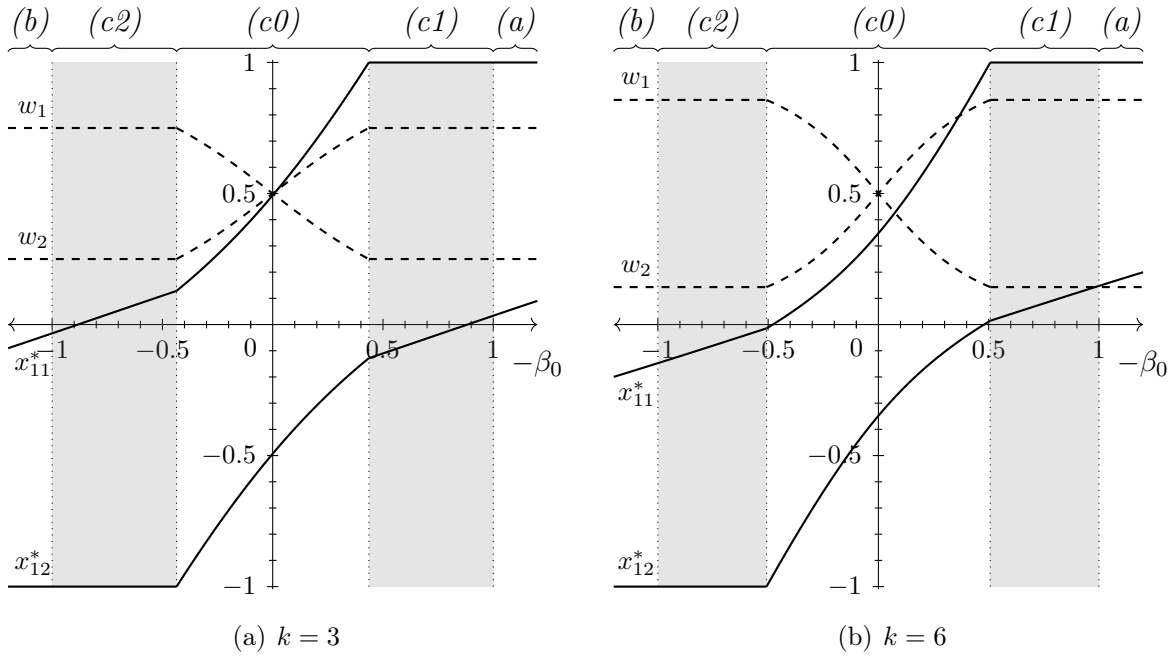 (b) (c2) (c0) (c1) (a)
1
w₁
0.5
w₂
−1 −0.5 0 0.5 1
x*₁₁
−β₀
−0.5
x*₁₂
−1
(a) k = 3
(b) (c2) (c0) (c1) (a)
1
w₁
0.5
w₂
−1 −0.5 0 0.5 1
−β₀
x*₁₁
−0.5
x*₁₂
−1
(b) k = 6